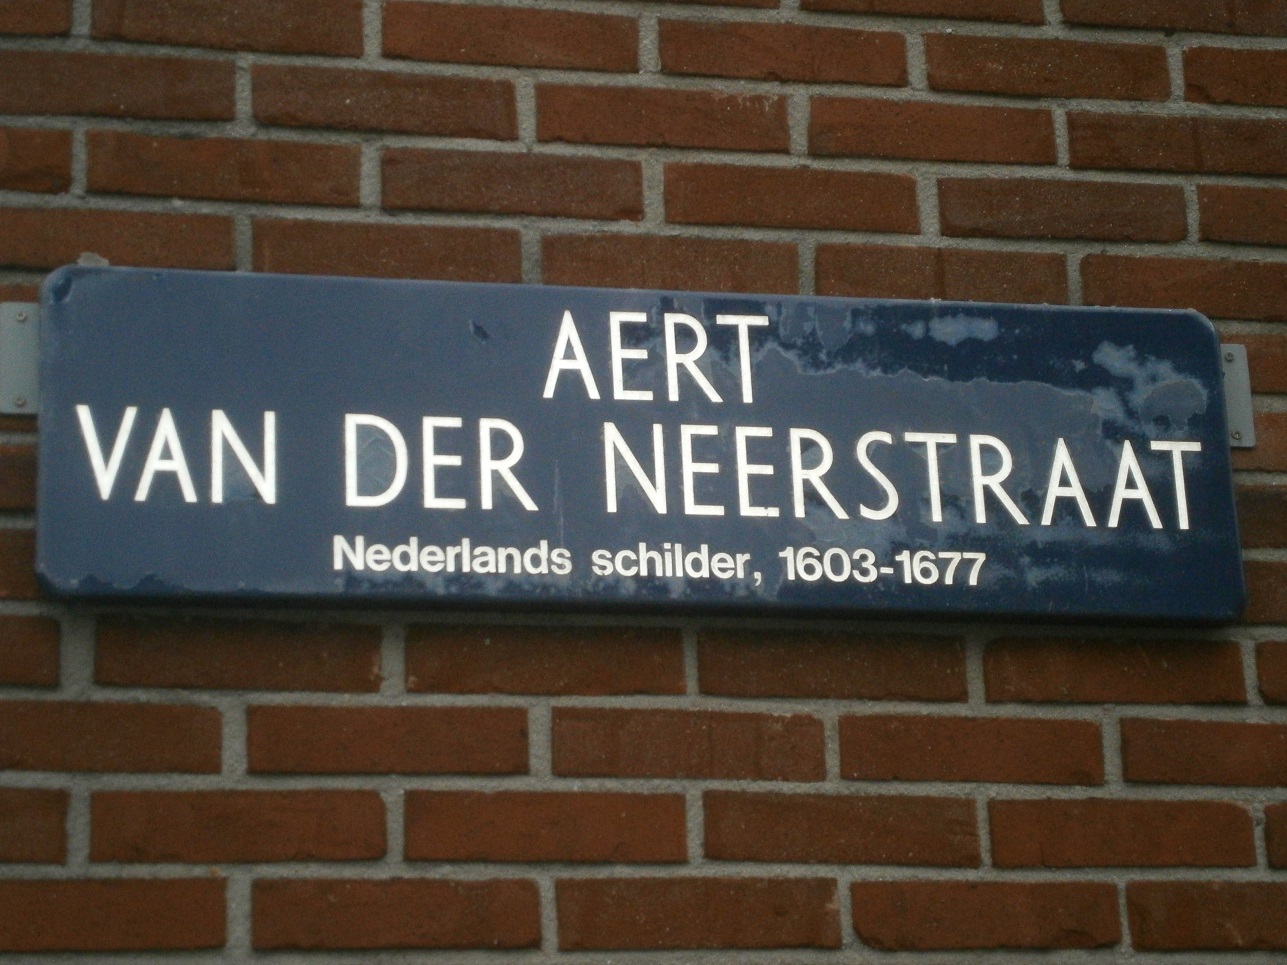 AERT
VAN DER NEERSTRAAT
Nederlands schilder, 1603-1677